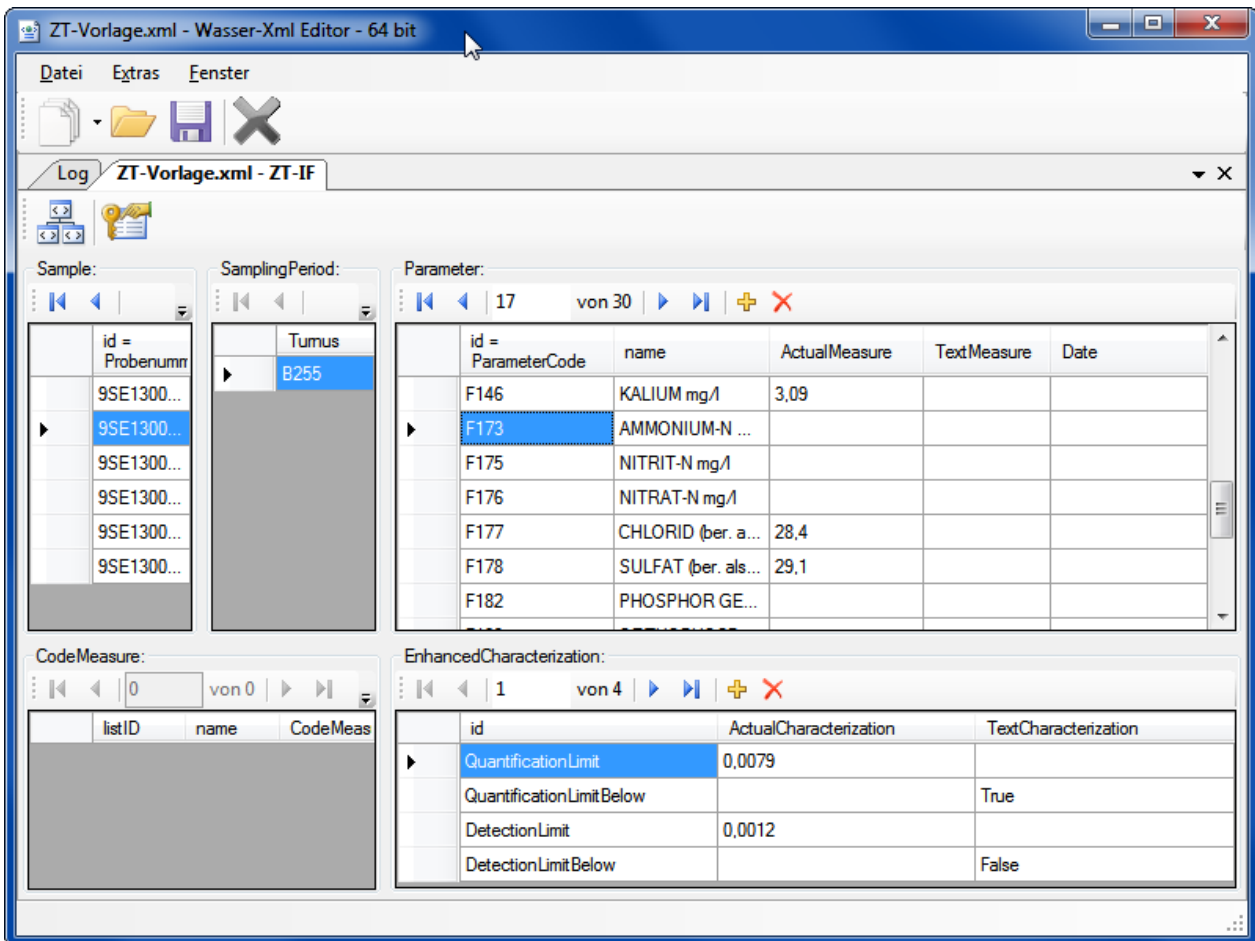 ZT-Vorlage.xml - Wasser-Xml Editor - 64 bit
Datei Extras Fenster
Log ZT-Vorlage.xml - ZT-IF
Sample: SamplingPeriod: Parameter:
17 von 30
id =
Probenumm
Turnus
id =
ParameterCode
name ActualMeasure TextMeasure Date
9SE1300...
9SE1300...
9SE1300...
9SE1300...
9SE1300...
9SE1300...
B255
F146 KALIUM mg/l 3,09
F173 AMMONIUM-N ...
F175 NITRIT-N mg/l
F176 NITRAT-N mg/l
F177 CHLORID (ber. a... 28,4
F178 SULFAT (ber. als... 29,1
F182 PHOSPHOR GE...
CodeMeasure: EnhancedCharacterization:
0 von 0
1 von 4
listID name CodeMeas
id ActualCharacterization TextCharacterization
QuantificationLimit 0,0079
QuantificationLimitBelow True
DetectionLimit 0,0012
DetectionLimitBelow False